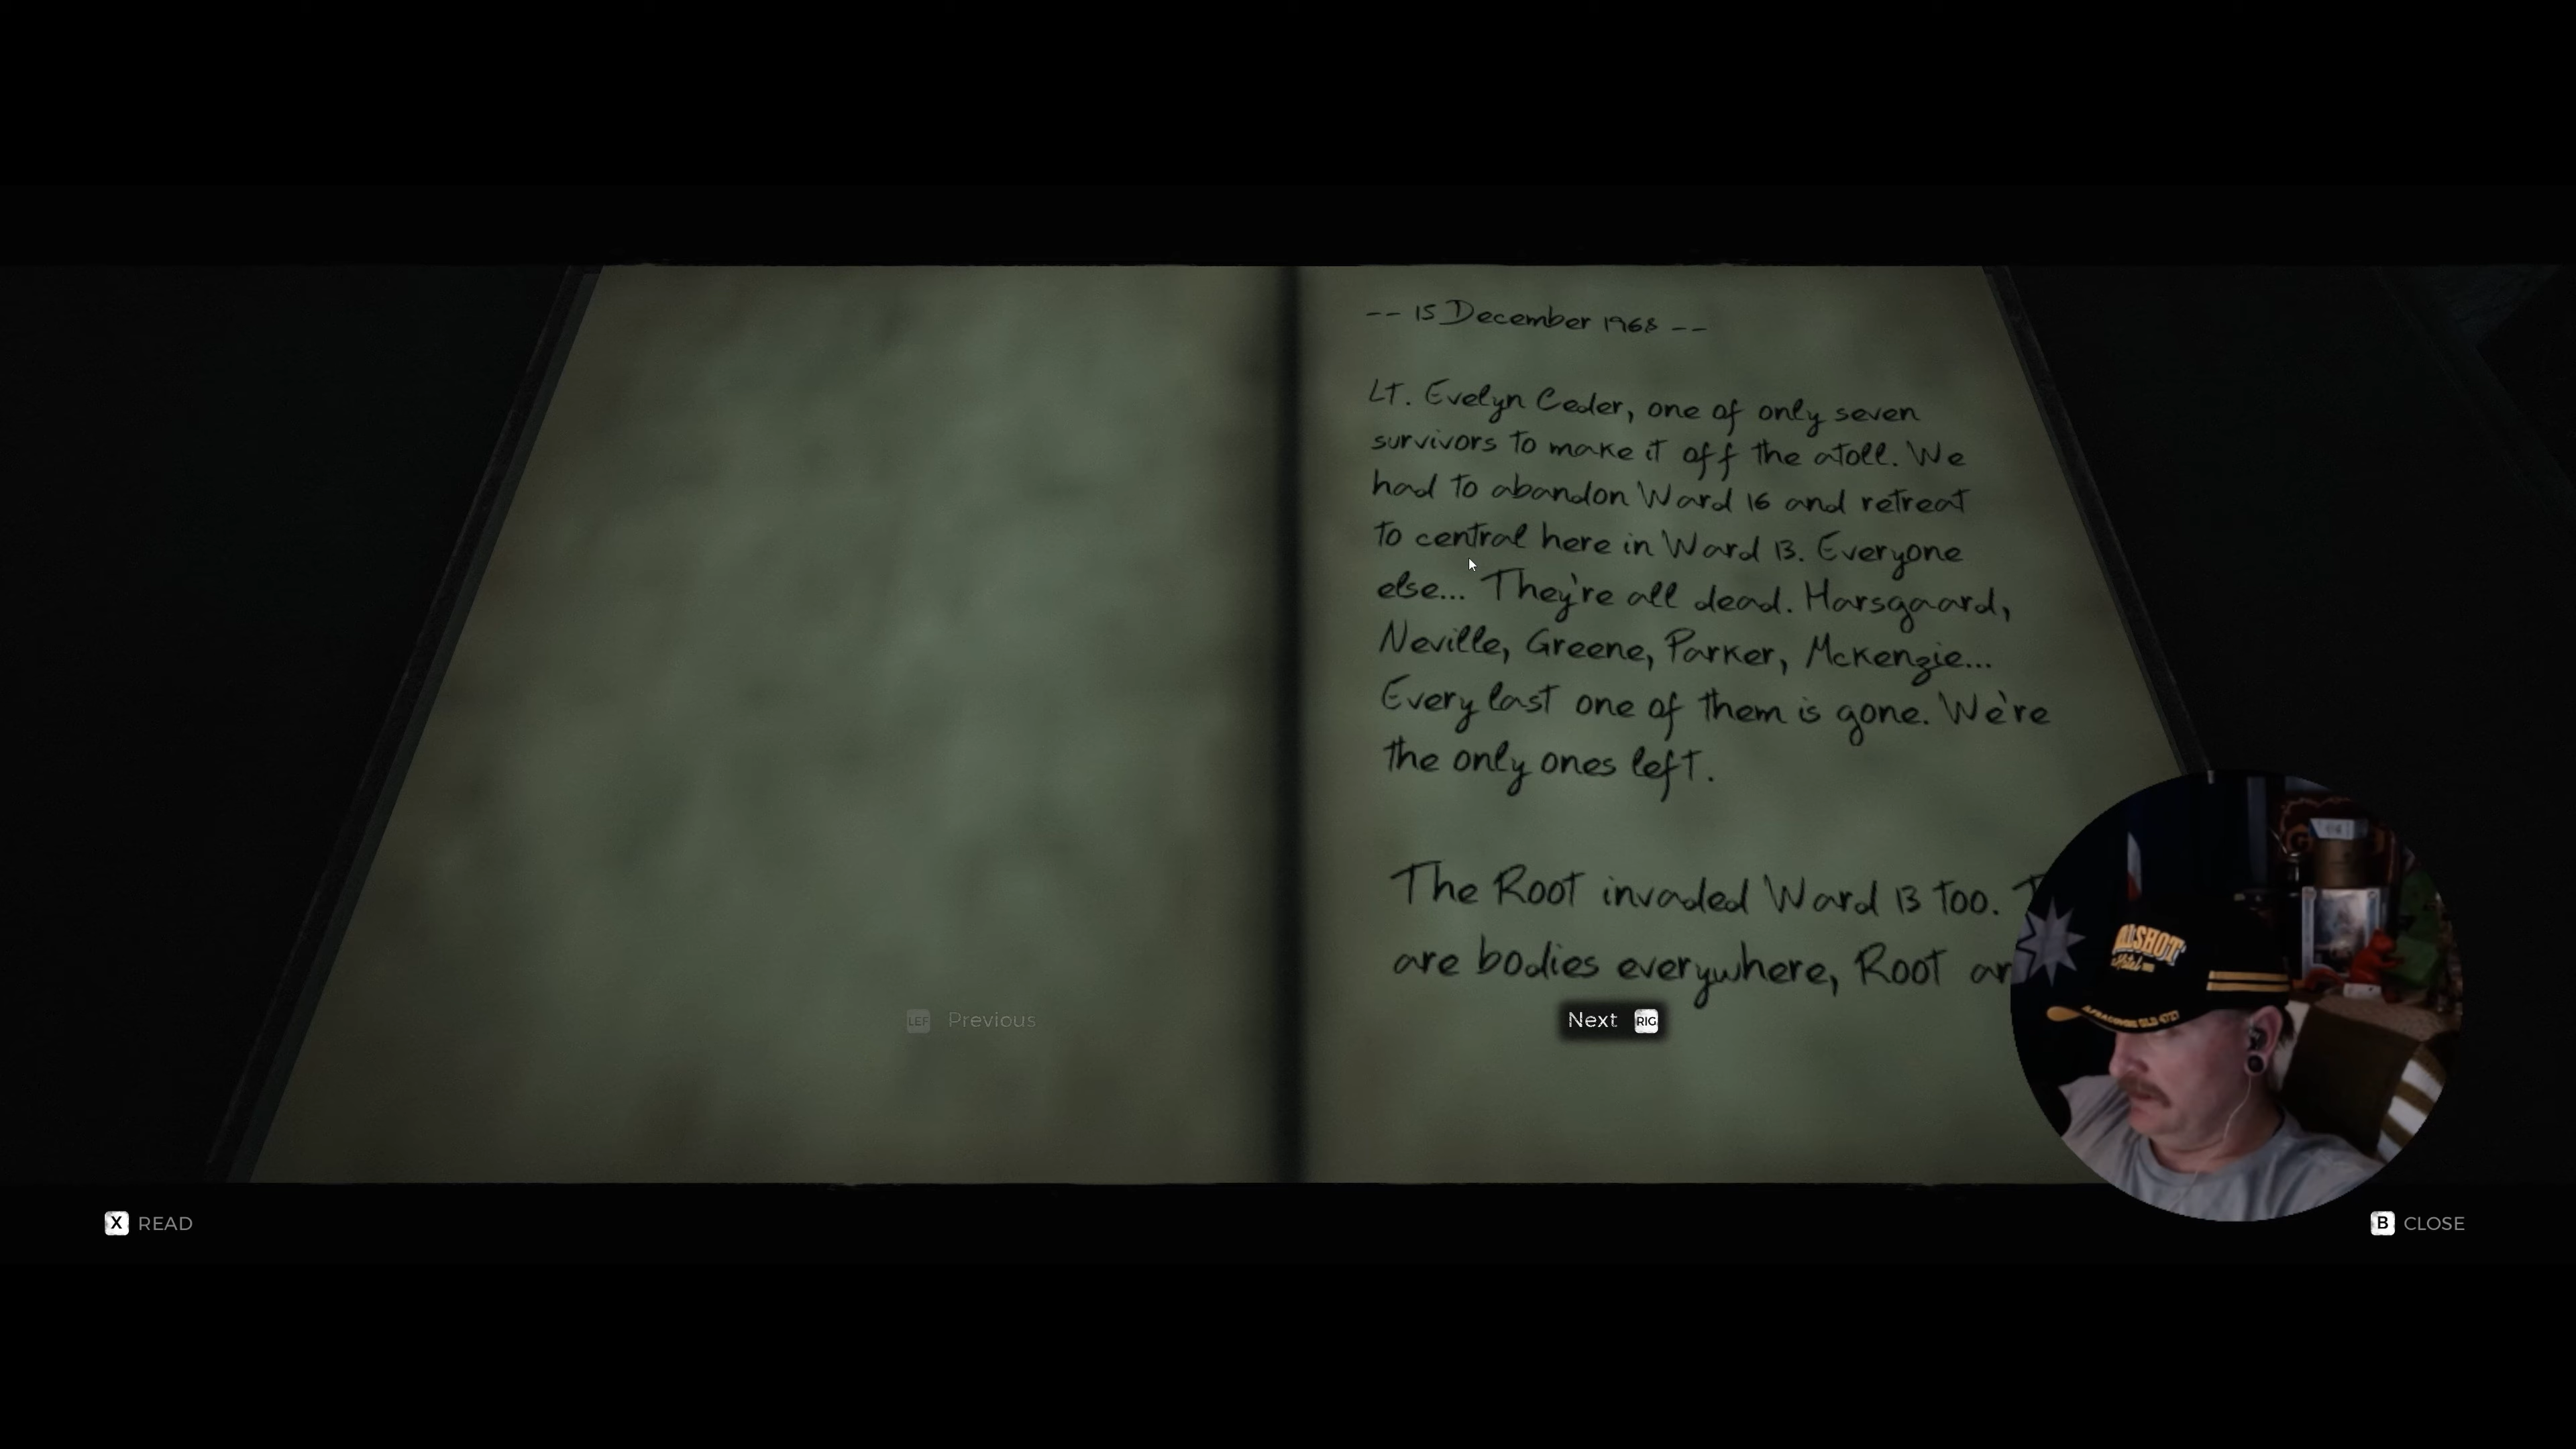 -- 15 December 1968 --
Lt. Evelyn Ceder, one of only seven
survivors to make it off the atoll. We
had to abandon Ward 16 and retreat
to central here in Ward 13. Everyone
else... They're all dead. Harsgaard,
Neville, Greene, Parker, McKenzie...
Every last one of them is gone. We're
the only ones left.
The Root invaded Ward 13 too.
are bodies everywhere, Root
LEF Previous
Next RIG
X READ
B CLOSE